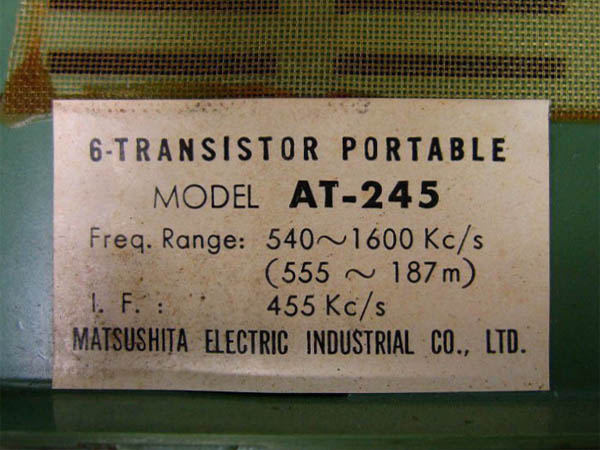 6-TRANSISTOR PORTABLE
MODEL AT-245
Freq. Range: 540~1600 Kc/s
(555 ~ 187m)
I. F. : 455 Kc/s
MATSUSHITA ELECTRIC INDUSTRIAL CO., LTD.